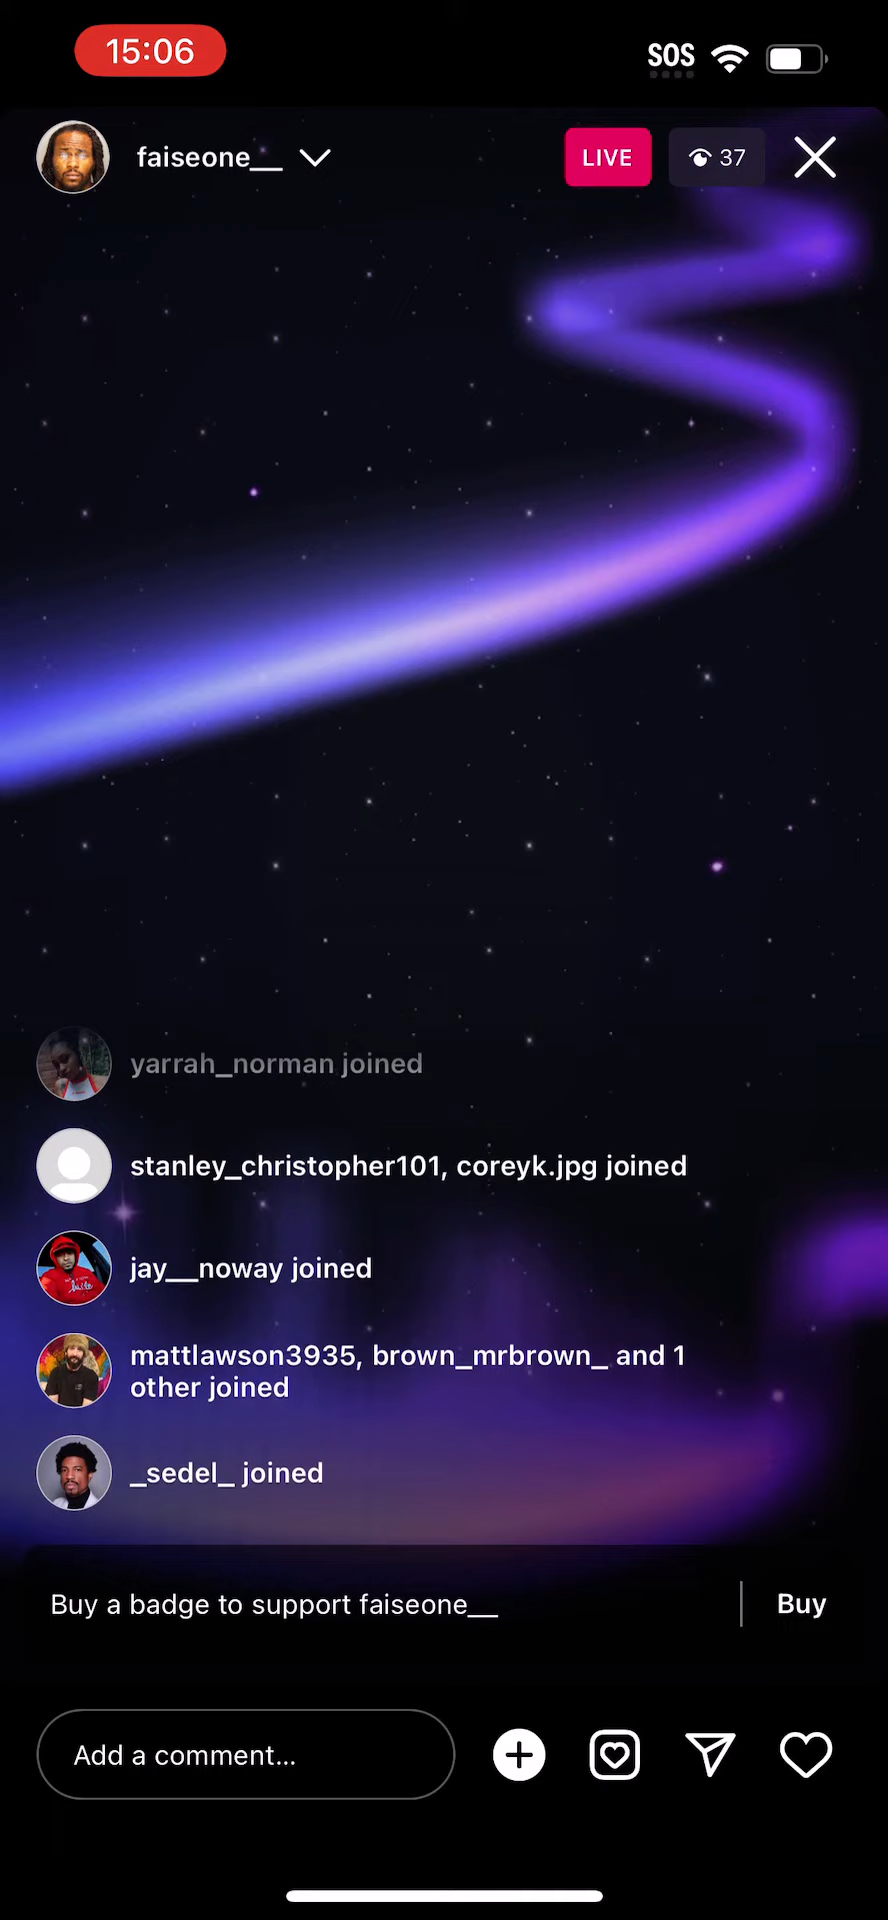 15:06
SOS
faiseone__
LIVE
37
yarrah_norman joined
stanley_christopher101, coreyk.jpg joined
jay__noway joined
mattlawson3935, brown_mrbrown_ and 1
other joined
_sedel_ joined
Buy a badge to support faiseone__
Buy
Add a comment...